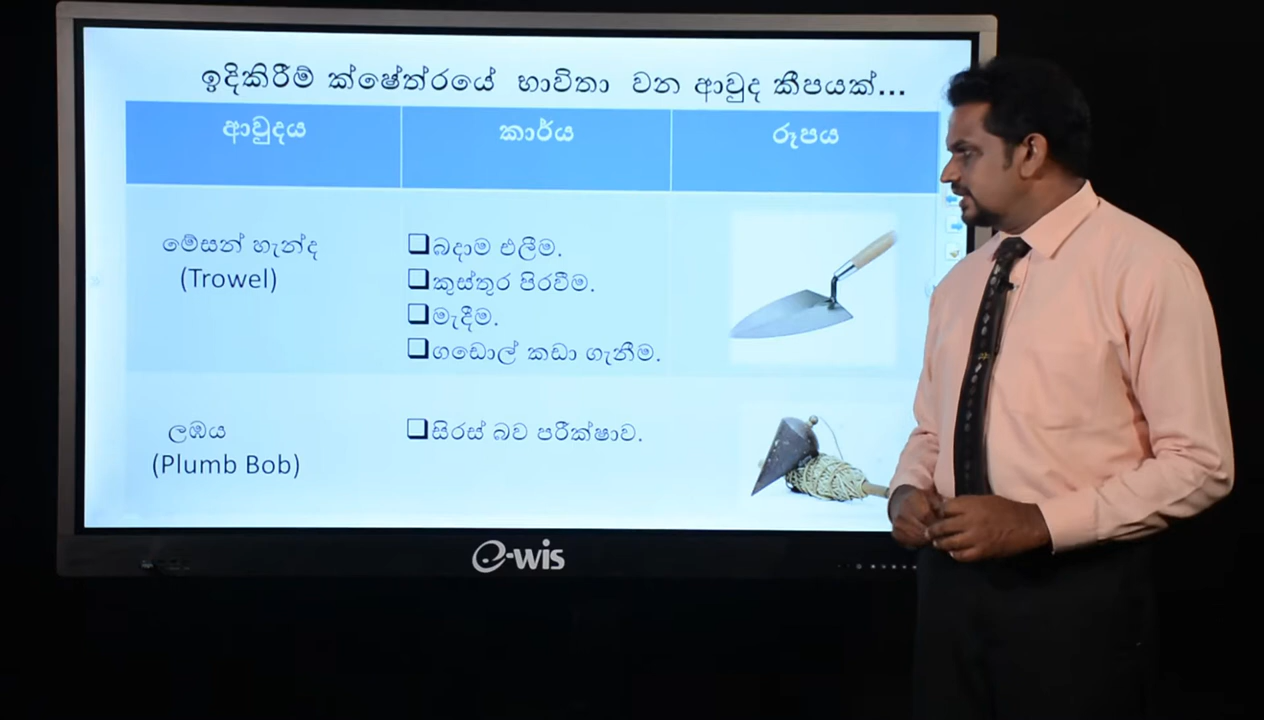 ඉදිකිරීම් ක්ෂේත්රයේ භාවිතා වන ආවුද කීපයක්...
ආවුදය කාර්ය රූපය
මේසන් හැන්ද
(Trowel)
බදාම එලීම.
කුස්තුර පිරවීම.
මැදීම.
ගඩොල් කඩා ගැනීම.
ලඹය
(Plumb Bob)
සිරස් බව පරීක්ෂාව.
e-wis